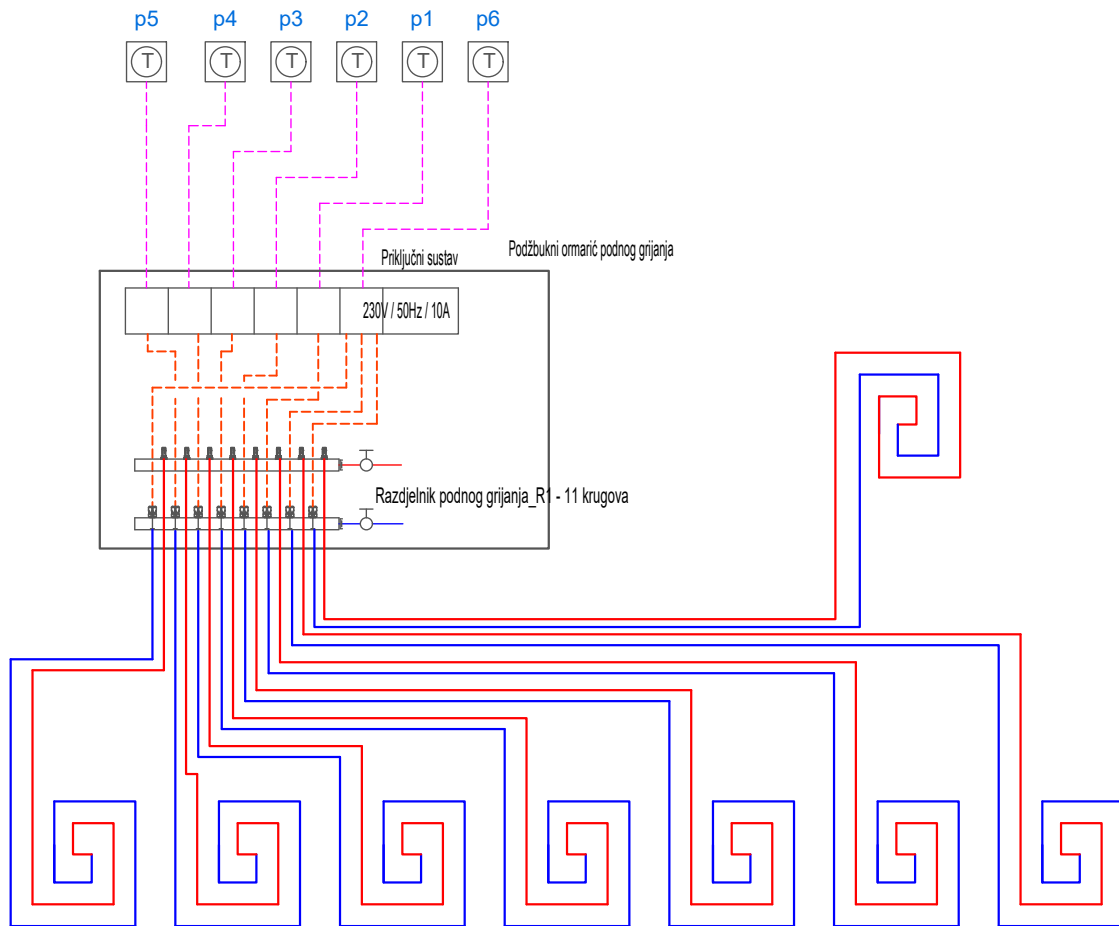 p5 p4 p3 p2 p1 p6
T T T T T T
Priključni sustav
Podžbukni ormarić podnog grijanja
230V / 50Hz / 10A
Razdjelnik podnog grijanja_R1 - 11 krugova